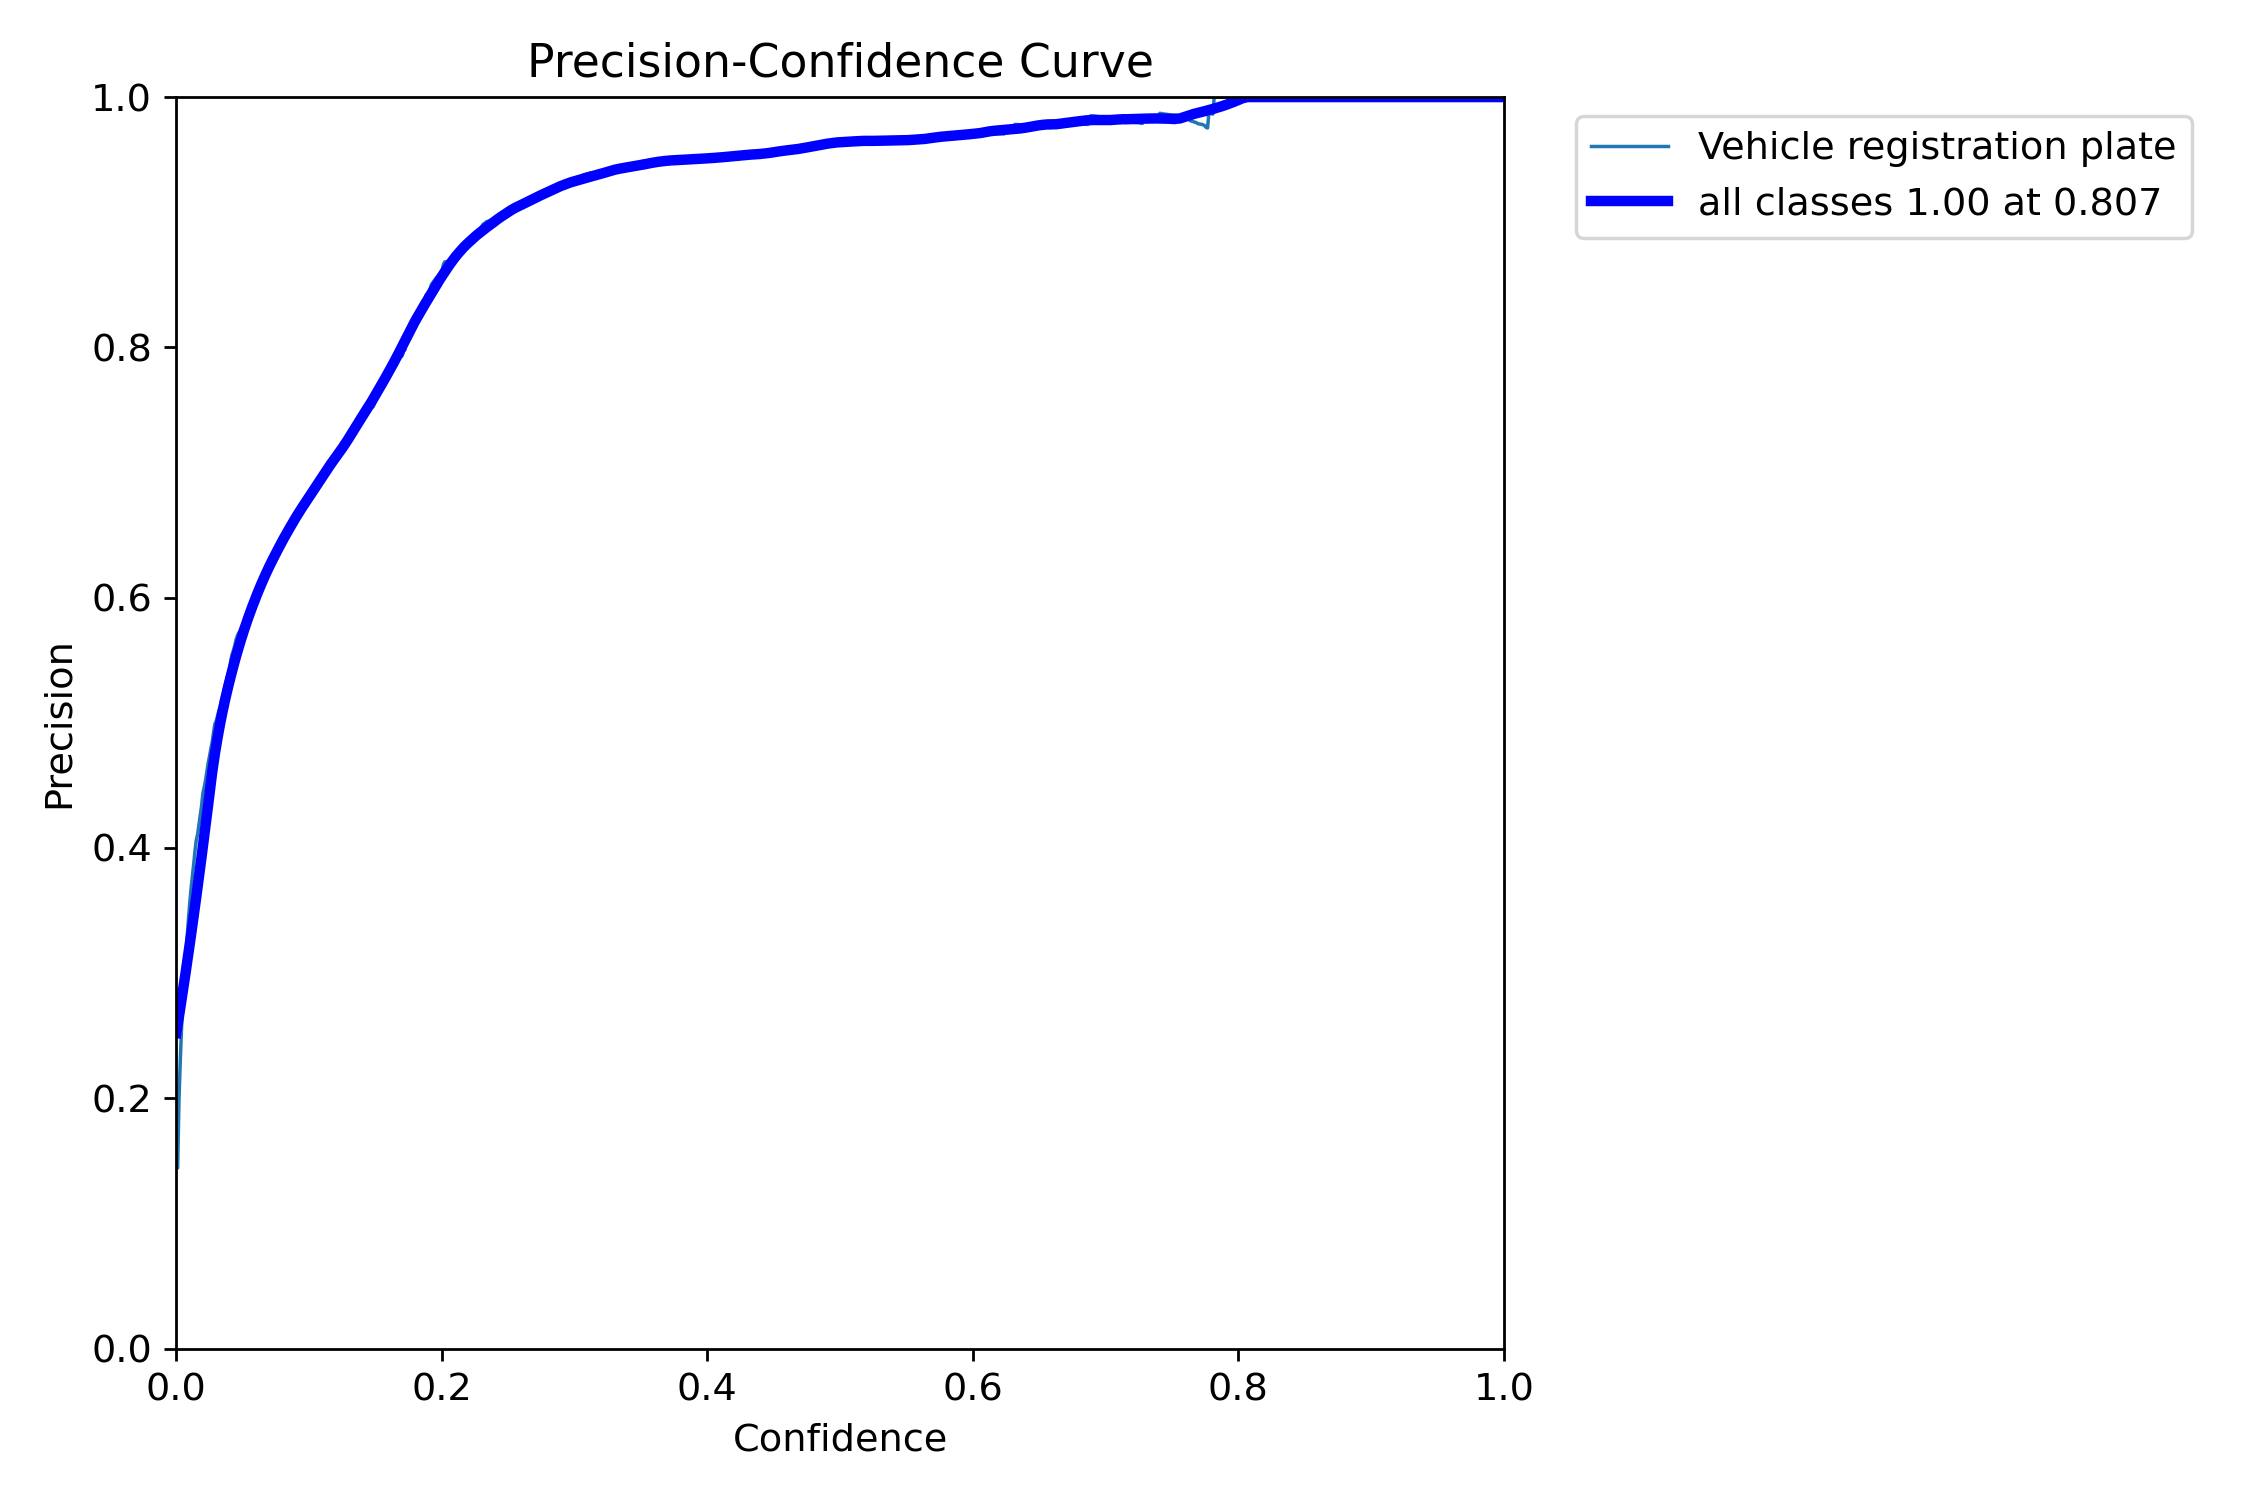 Precision-Confidence Curve
1.0
0.8
0.6
0.4
0.2
0.0
Precision
0.0 0.2 0.4 0.6 0.8 1.0
Confidence
Vehicle registration plate
all classes 1.00 at 0.807